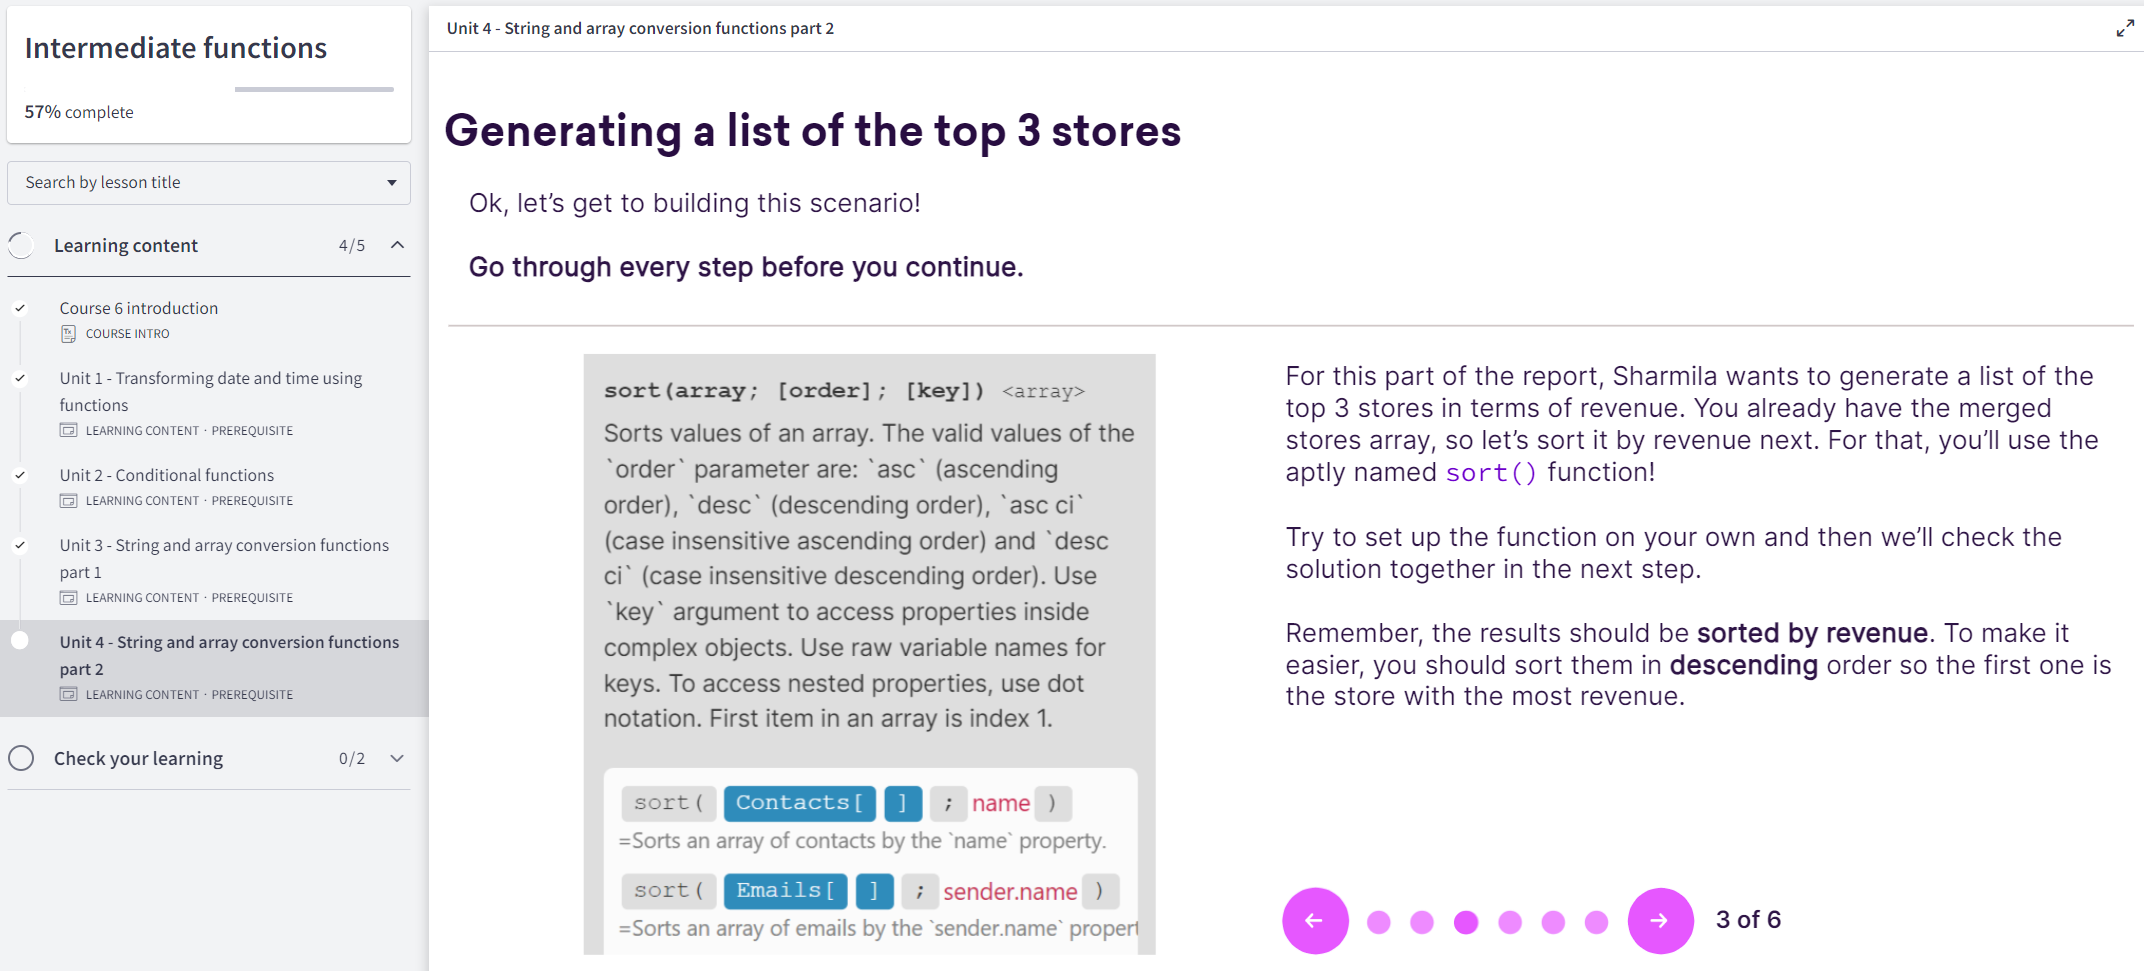 Intermediate functions
57% complete
Search by lesson title
Learning content 4/5
Course 6 introduction
COURSE INTRO
Unit 1 - Transforming date and time using
functions
LEARNING CONTENT · PREREQUISITE
Unit 2 - Conditional functions
LEARNING CONTENT · PREREQUISITE
Unit 3 - String and array conversion functions
part 1
LEARNING CONTENT · PREREQUISITE
Unit 4 - String and array conversion functions
part 2
LEARNING CONTENT · PREREQUISITE
Check your learning 0/2
Unit 4 - String and array conversion functions part 2
Generating a list of the top 3 stores
Ok, let’s get to building this scenario!
Go through every step before you continue.
sort(array; [order]; [key]) <array>
Sorts values of an array. The valid values of the
`order` parameter are: `asc` (ascending
order), `desc` (descending order), `asc ci`
(case insensitive ascending order) and `desc
ci` (case insensitive descending order). Use
`key` argument to access properties inside
complex objects. Use raw variable names for
keys. To access nested properties, use dot
notation. First item in an array is index 1.
sort( Contacts[ ] ; name )
=Sorts an array of contacts by the `name` property.
sort( Emails[ ] ; sender.name )
=Sorts an array of emails by the `sender.name` propert
For this part of the report, Sharmila wants to generate a list of the
top 3 stores in terms of revenue. You already have the merged
stores array, so let’s sort it by revenue next. For that, you’ll use the
aptly named sort() function!
Try to set up the function on your own and then we’ll check the
solution together in the next step.
Remember, the results should be sorted by revenue. To make it
easier, you should sort them in descending order so the first one is
the store with the most revenue.
3 of 6